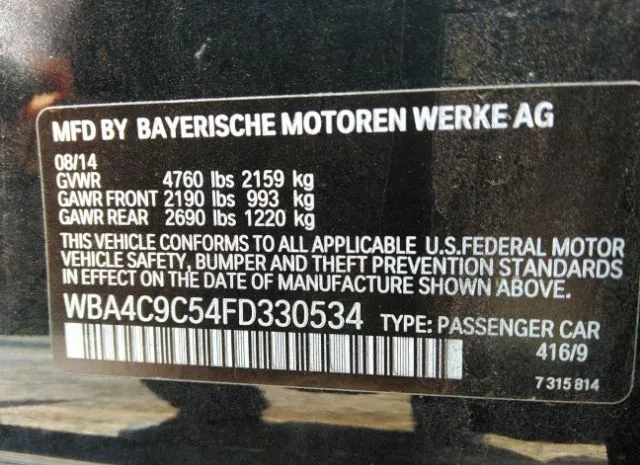 MFD BY BAYERISCHE MOTOREN WERKE AG
08/14
GVWR 4760 lbs 2159 kg
GAWR FRONT 2190 lbs 993 kg
GAWR REAR 2690 lbs 1220 kg
THIS VEHICLE CONFORMS TO ALL APPLICABLE U.S.FEDERAL MOTOR
VEHICLE SAFETY, BUMPER AND THEFT PREVENTION STANDARDS
IN EFFECT ON THE DATE OF MANUFACTURE SHOWN ABOVE.
WBA4C9C54FD330534 TYPE: PASSENGER CAR
416/9
7 315 814